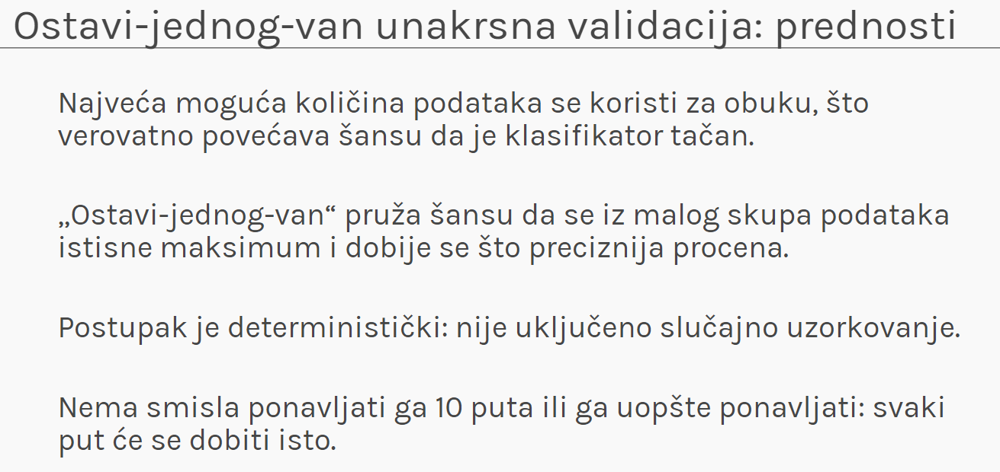 Ostavi-jednog-van unakrsna validacija: prednosti
Najveća moguća količina podataka se koristi za obuku, što
verovatno povećava šansu da je klasifikator tačan.
„Ostavi-jednog-van“ pruža šansu da se iz malog skupa podataka
istisne maksimum i dobije se što preciznija procena.
Postupak je deterministički: nije uključeno slučajno uzorkovanje.
Nema smisla ponavljati ga 10 puta ili ga uopšte ponavljati: svaki
put će se dobiti isto.